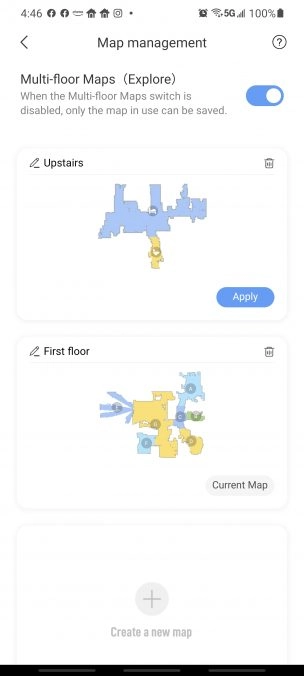 4:46 5G 100%
Map management
Multi-floor Maps（Explore）
When the Multi-floor Maps switch is
disabled, only the map in use can be saved.
Upstairs
Apply
First floor
Current Map
Create a new map